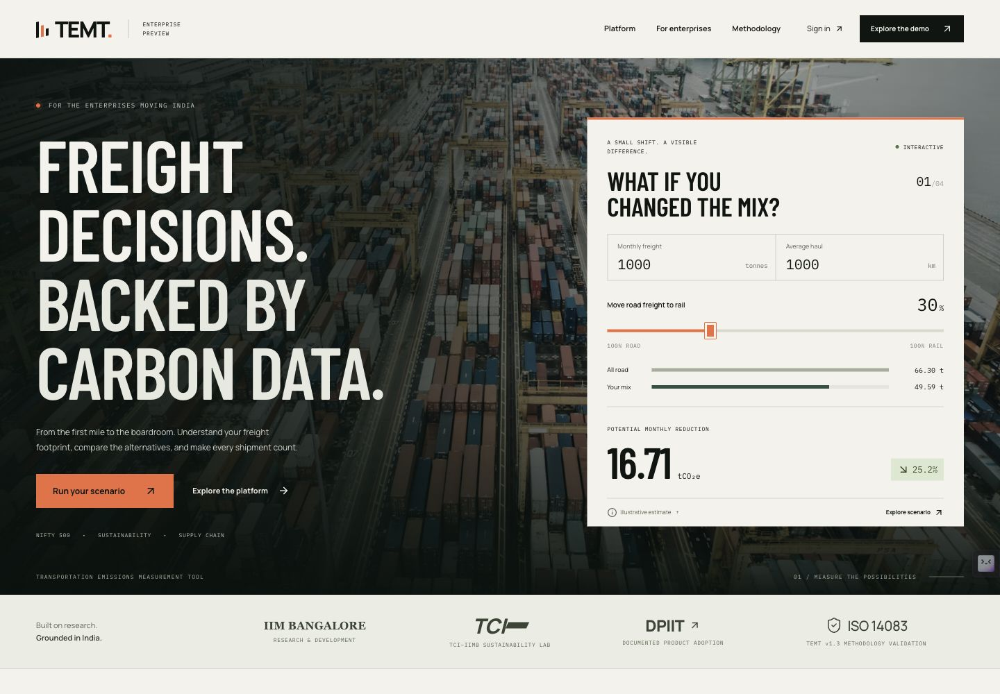 TEMT.
ENTERPRISE
PREVIEW
Platform
For enterprises
Methodology
Sign in
Explore the demo
FOR THE ENTERPRISES MOVING INDIA
FREIGHT
DECISIONS.
BACKED BY
CARBON DATA.
From the first mile to the boardroom. Understand your freight
footprint, compare the alternatives, and make every shipment count.
Run your scenario
Explore the platform
NIFTY 500 · SUSTAINABILITY · SUPPLY CHAIN
TRANSPORTATION EMISSIONS MEASUREMENT TOOL
A SMALL SHIFT. A VISIBLE
DIFFERENCE.
INTERACTIVE
WHAT IF YOU
CHANGED THE MIX?
01/04
Monthly freight
1000 tonnes
Average haul
1000 km
Move road freight to rail
30%
100% ROAD
100% RAIL
All road
66.30 t
Your mix
49.59 t
POTENTIAL MONTHLY REDUCTION
16.71 tCO₂e
25.2%
Illustrative estimate +
Explore scenario
01 / MEASURE THE POSSIBILITIES
Built on research.
Grounded in India.
IIM BANGALORE
RESEARCH & DEVELOPMENT
TCI
TCI–IIMB SUSTAINABILITY LAB
DPIIT
DOCUMENTED PRODUCT ADOPTION
ISO 14083
TEMT v1.3 METHODOLOGY VALIDATION